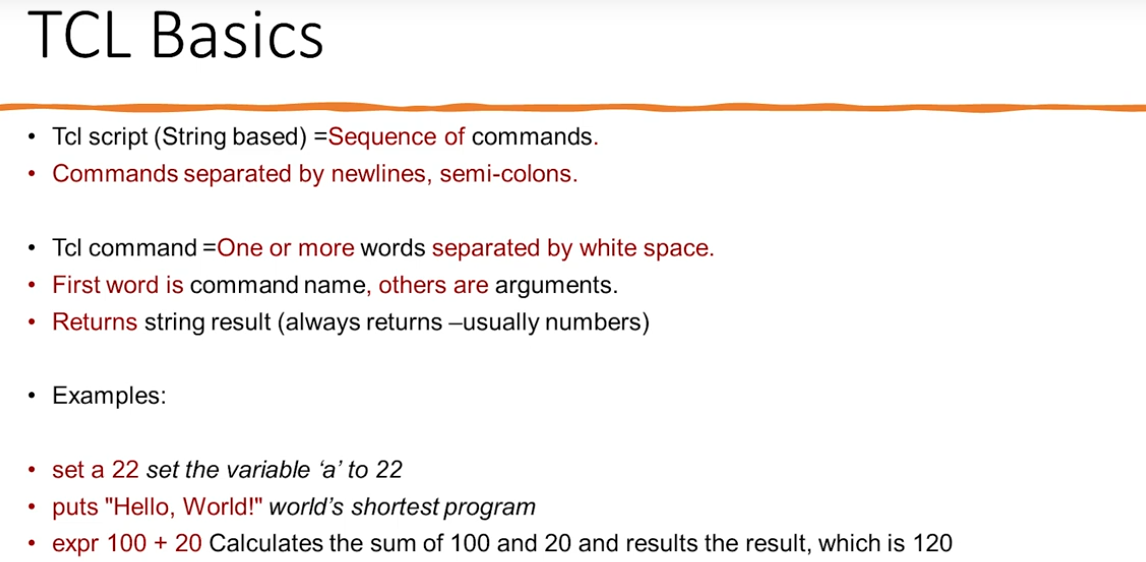 TCL Basics
• Tcl script (String based) =Sequence of commands.
• Commands separated by newlines, semi-colons.
• Tcl command =One or more words separated by white space.
• First word is command name, others are arguments.
• Returns string result (always returns –usually numbers)
• Examples:
• set a 22 set the variable ‘a’ to 22
• puts "Hello, World!" world’s shortest program
• expr 100 + 20 Calculates the sum of 100 and 20 and results the result, which is 120